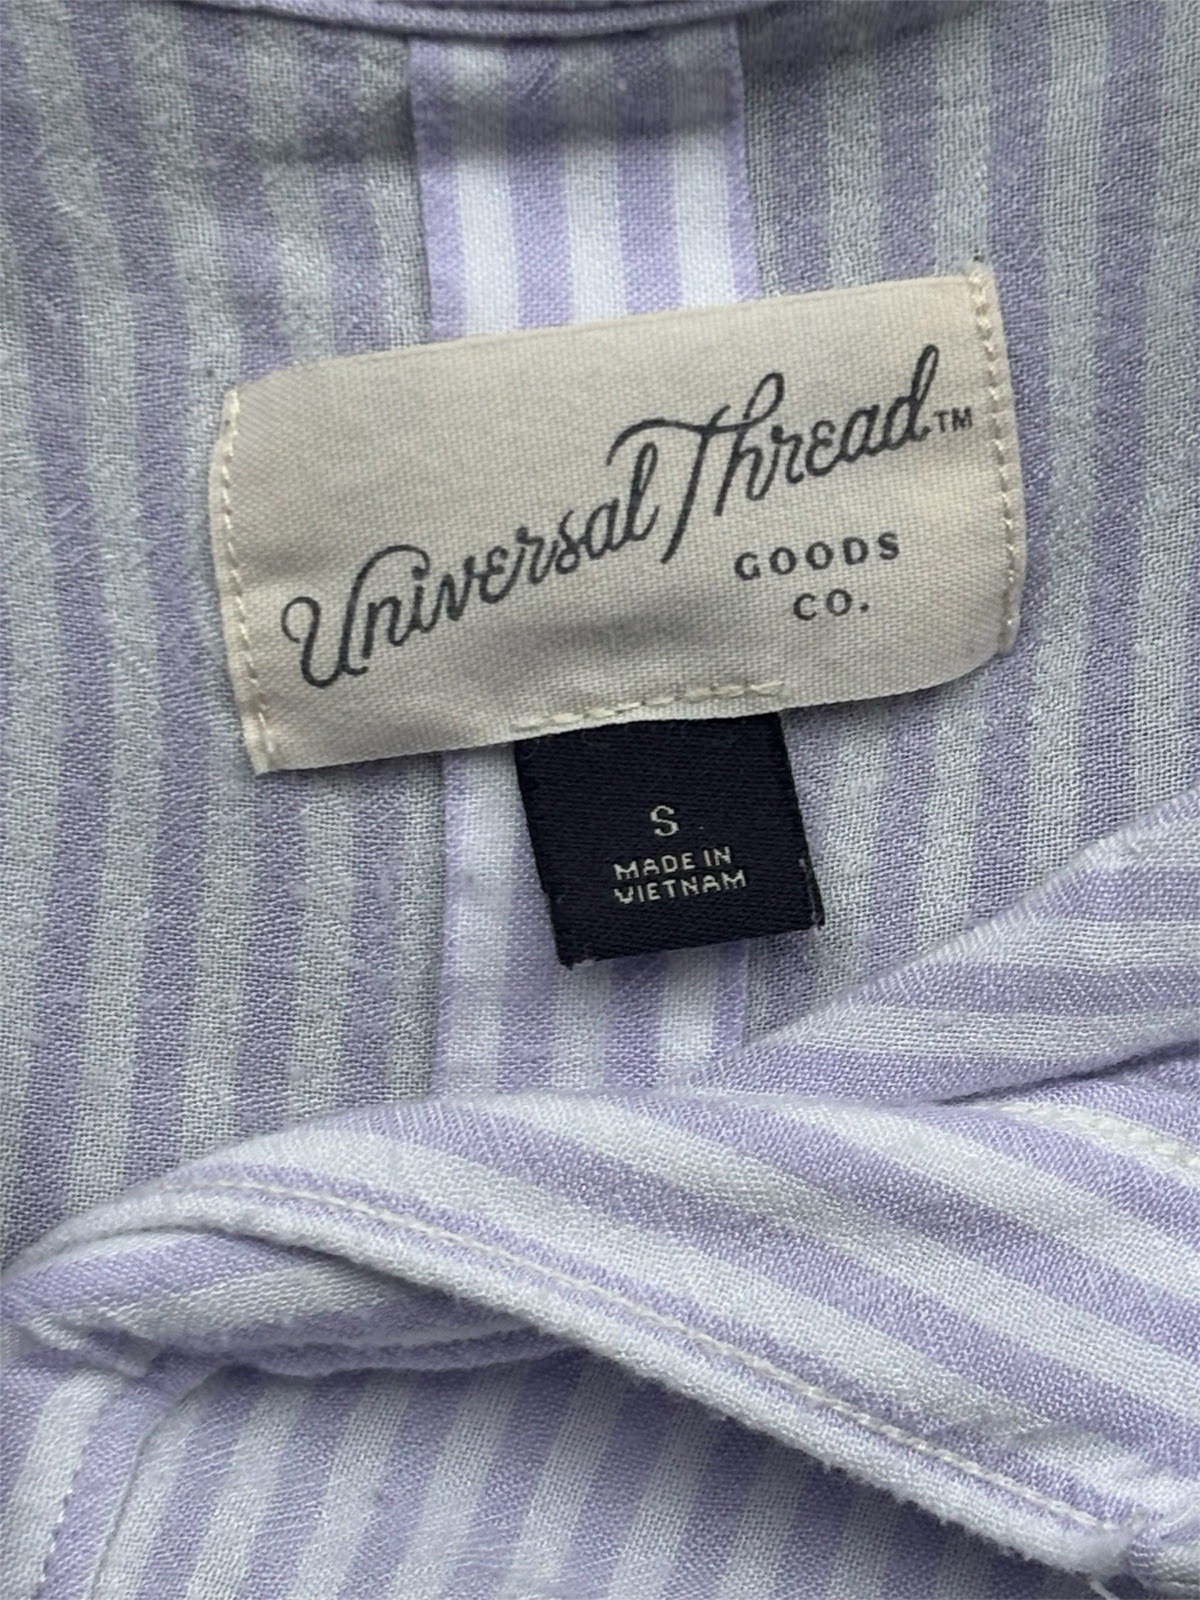 Universal Thread™
GOODS
CO.
S
MADE IN
VIETNAM